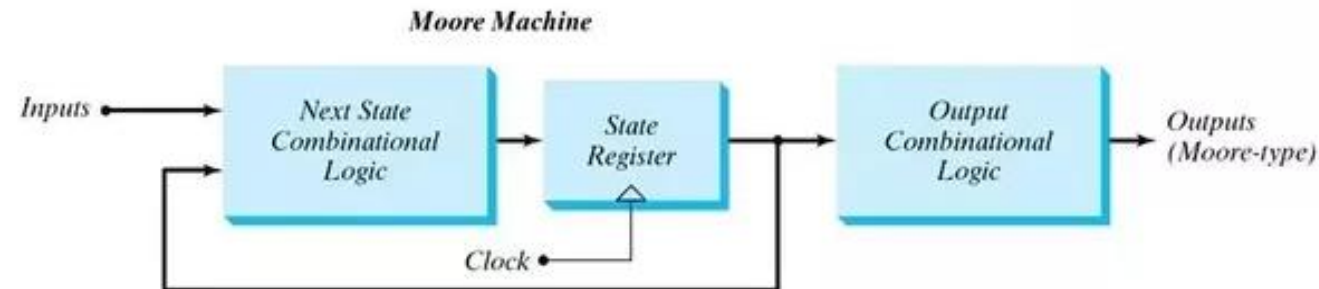 Moore Machine
Inputs
Next State
Combinational
Logic
State
Register
Clock
Output
Combinational
Logic
Outputs
(Moore-type)